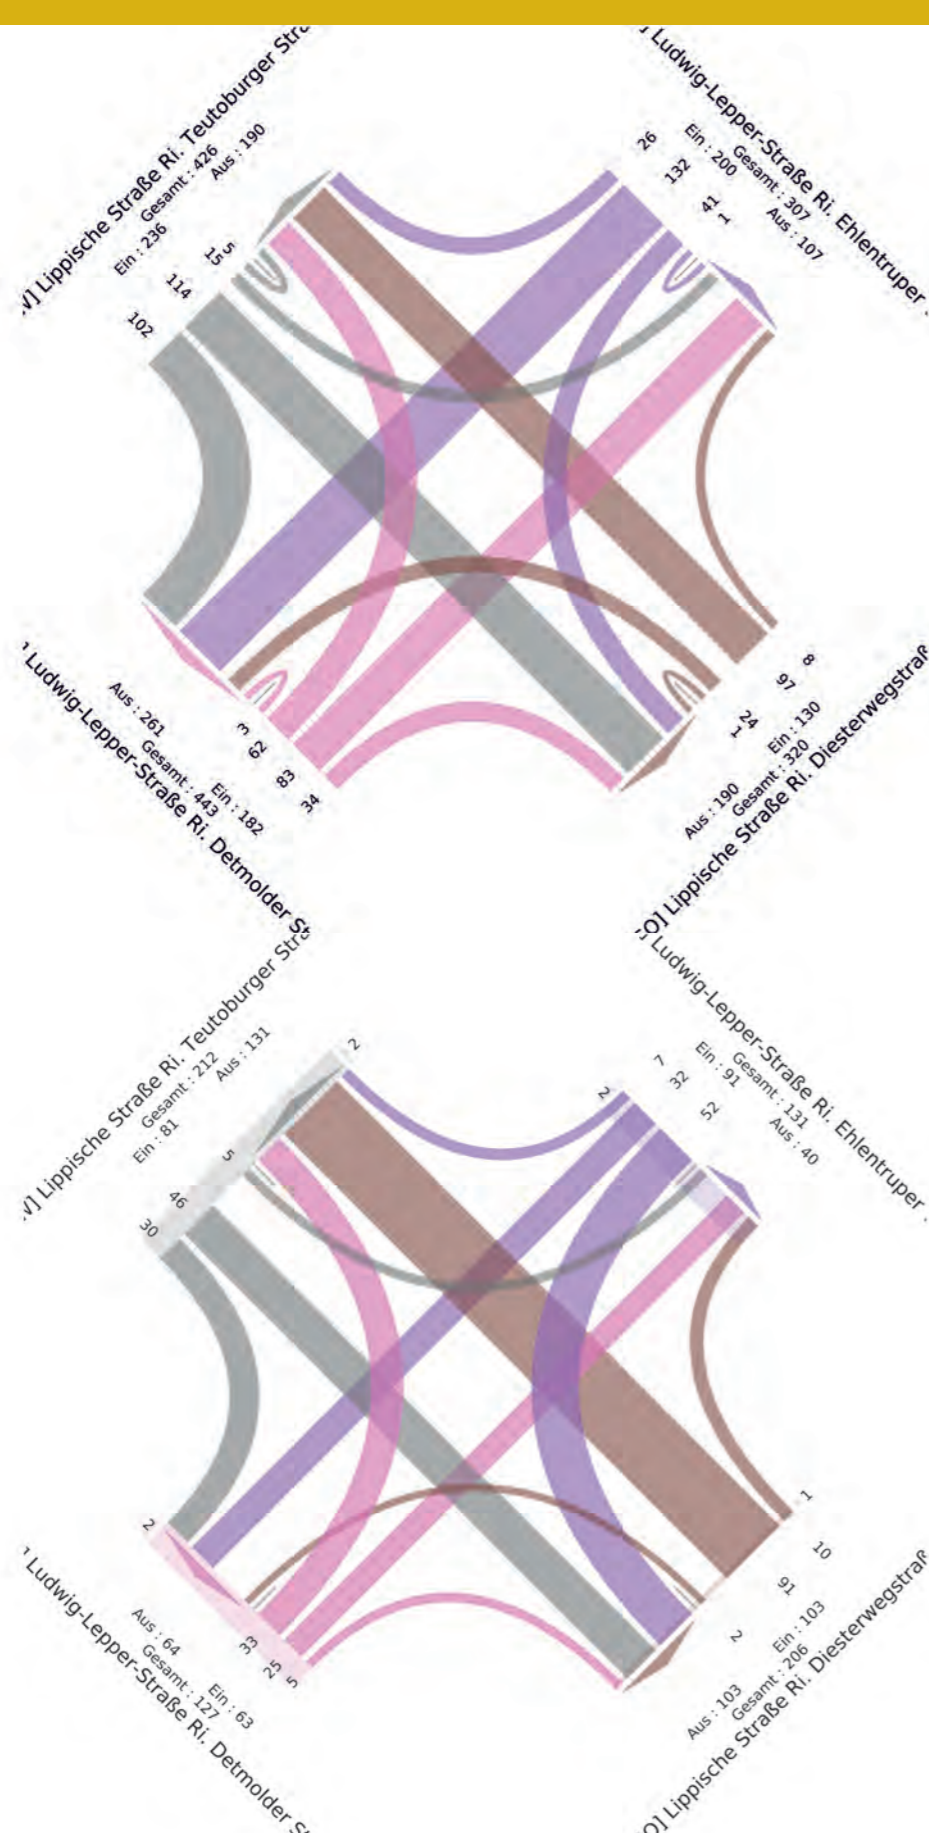 V] Lippische Straße Ri. Teutoburger Stra
Gesamt : 426
Ein : 236
Aus : 190
5
15
114
102
Ludwig-Lepper-Straße Ri. Ehlentruper
Ein : 200
Gesamt : 307
Aus : 107
26
132
41
1
Ludwig-Lepper-Straße Ri. Detmolder St
Aus : 261
Gesamt : 443
Ein : 182
3
62
83
34
O] Lippische Straße Ri. Diesterwegstraß
Ein : 130
Gesamt : 320
Aus : 190
8
97
24
1
V] Lippische Straße Ri. Teutoburger Stra
Gesamt : 212
Ein : 81
Aus : 131
2
5
46
30
Ludwig-Lepper-Straße Ri. Ehlentruper
Ein : 91
Gesamt : 131
Aus : 40
2
7
32
52
Ludwig-Lepper-Straße Ri. Detmolder St
Aus : 64
Gesamt : 127
Ein : 63
2
33
25
5
O] Lippische Straße Ri. Diesterwegstraß
Ein : 103
Gesamt : 206
Aus : 103
1
10
91
2